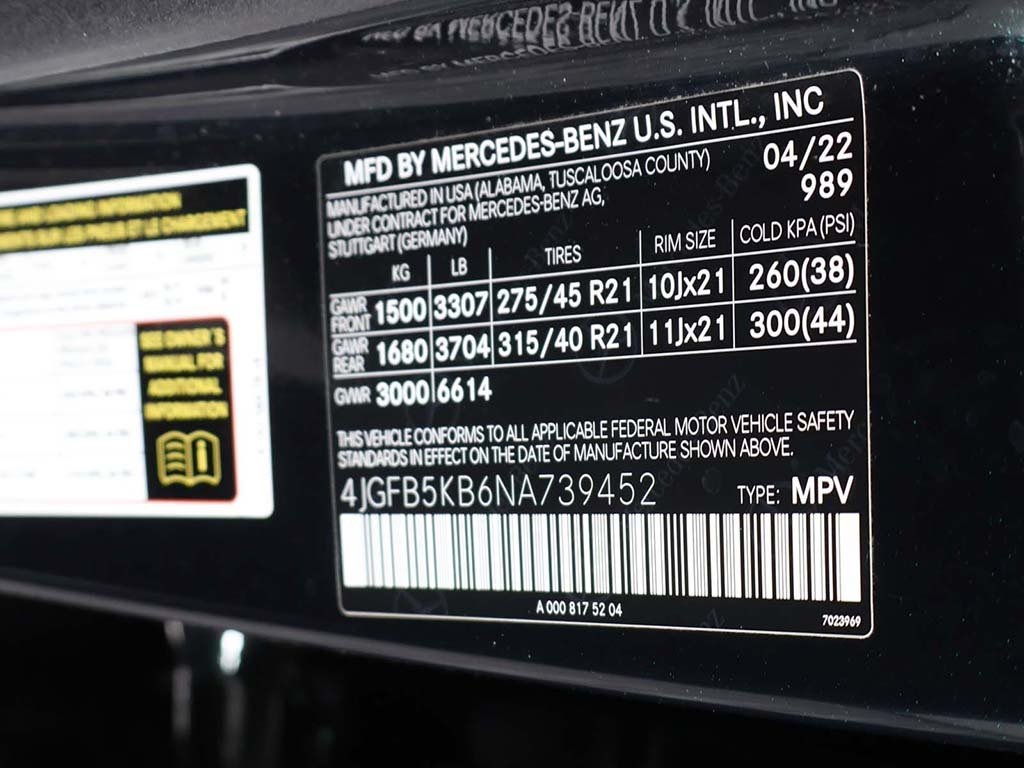 MFD BY MERCEDES-BENZ U.S. INTL., INC
MANUFACTURED IN USA (ALABAMA, TUSCALOOSA COUNTY)
UNDER CONTRACT FOR MERCEDES-BENZ AG,
STUTTGART (GERMANY)
04/22
989
KG LB TIRES RIM SIZE COLD KPA (PSI)
GAWR FRONT 1500 3307 275/45 R21 10Jx21 260(38)
GAWR REAR 1680 3704 315/40 R21 11Jx21 300(44)
GVWR 3000 6614
THIS VEHICLE CONFORMS TO ALL APPLICABLE FEDERAL MOTOR VEHICLE SAFETY
STANDARDS IN EFFECT ON THE DATE OF MANUFACTURE SHOWN ABOVE.
4JGFB5KB6NA739452 TYPE: MPV
A 000 817 52 04
7023969
SEE OWNER'S
MANUAL FOR
ADDITIONAL
INFORMATION